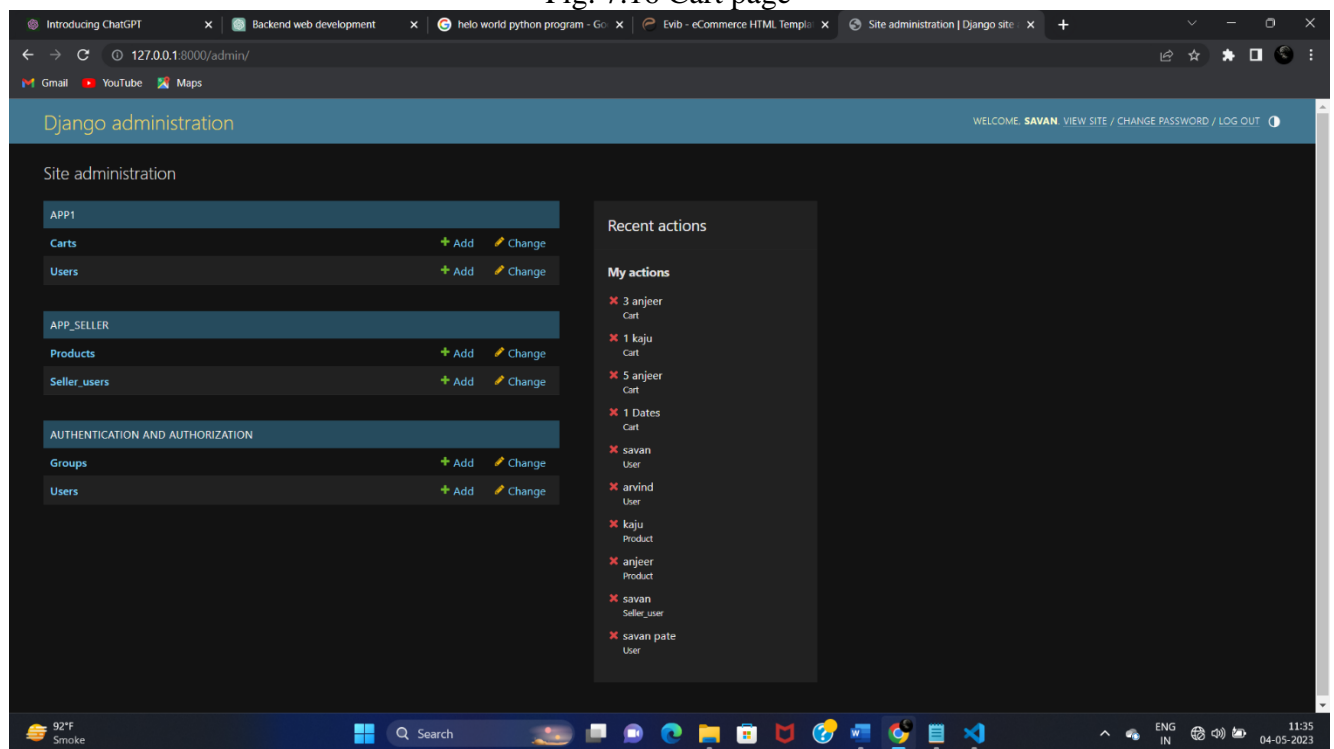 Fig. 7.16 Cart page
Introducing ChatGPT
Backend web development
helo world python program - Go
Evib - eCommerce HTML Templa
Site administration | Django site
127.0.0.1:8000/admin/
Gmail YouTube Maps
Django administration
WELCOME, SAVAN. VIEW SITE / CHANGE PASSWORD / LOG OUT
Site administration
APP1
Carts Add Change
Users Add Change
APP_SELLER
Products Add Change
Seller_users Add Change
AUTHENTICATION AND AUTHORIZATION
Groups Add Change
Users Add Change
Recent actions
My actions
3 anjeer
Cart
1 kaju
Cart
5 anjeer
Cart
1 Dates
Cart
savan
User
arvind
User
kaju
Product
anjeer
Product
savan
Seller_user
savan pate
User
92°F
Smoke
Search
ENG
IN
11:35
04-05-2023